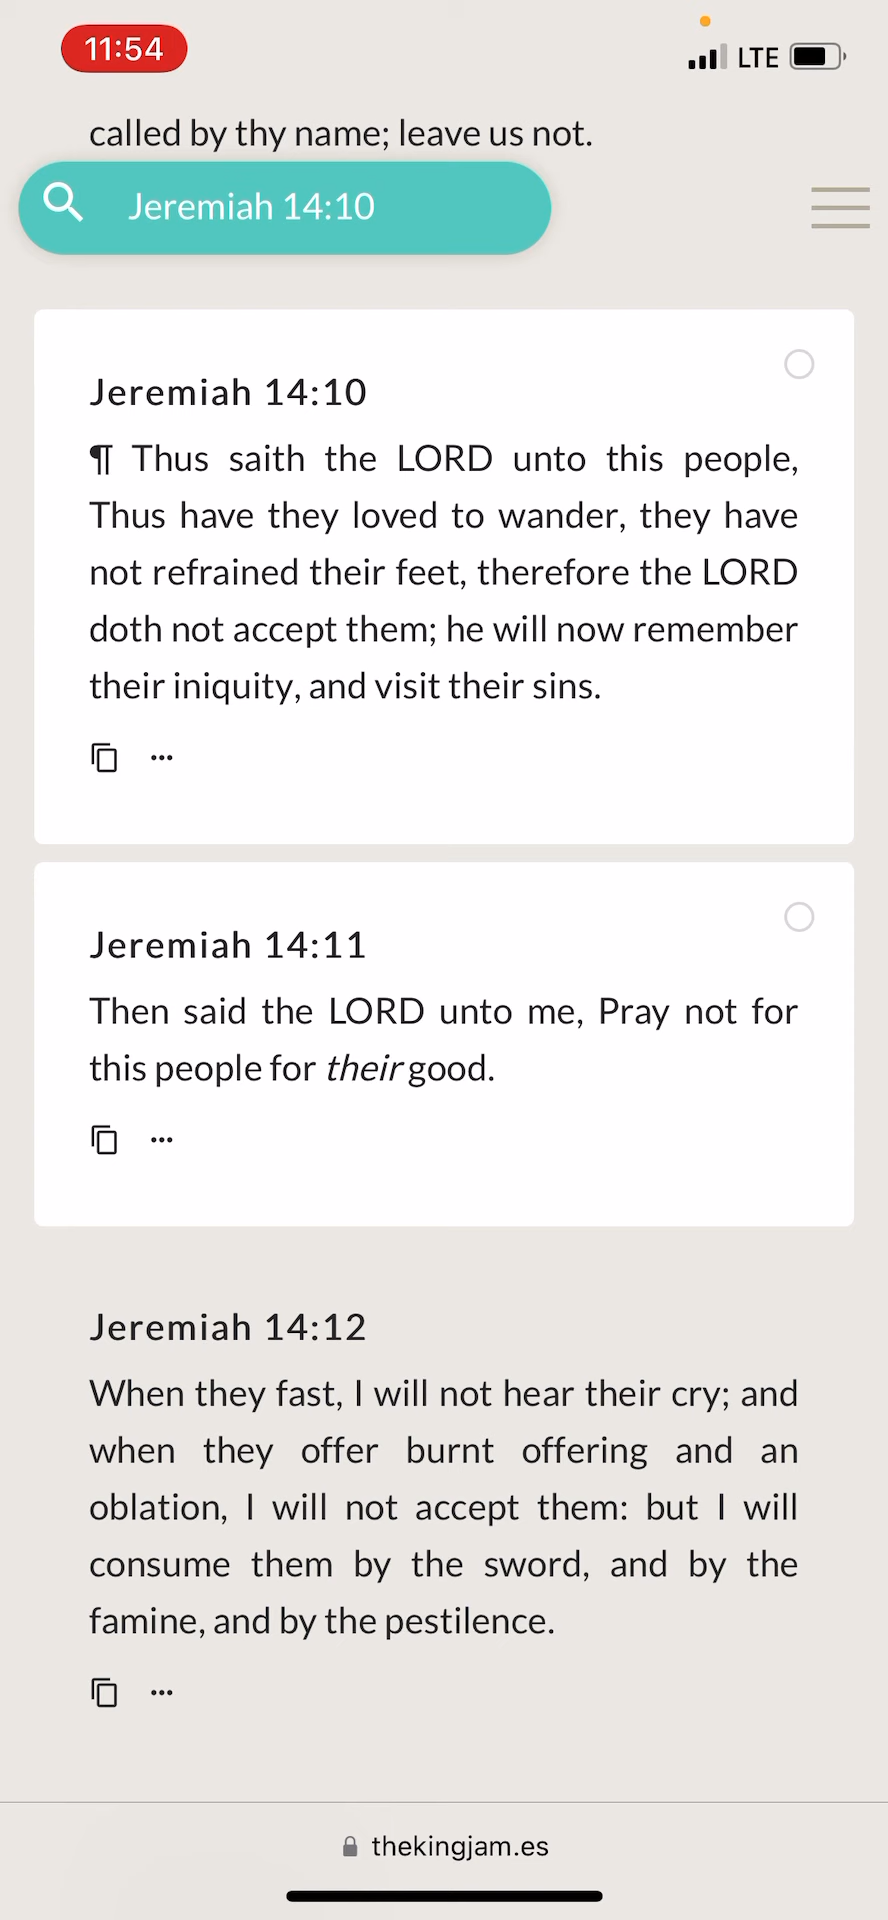 11:54
LTE
called by thy name; leave us not.
Jeremiah 14:10
Jeremiah 14:10
¶ Thus saith the LORD unto this people,
Thus have they loved to wander, they have
not refrained their feet, therefore the LORD
doth not accept them; he will now remember
their iniquity, and visit their sins.
Jeremiah 14:11
Then said the LORD unto me, Pray not for
this people for their good.
Jeremiah 14:12
When they fast, I will not hear their cry; and
when they offer burnt offering and an
oblation, I will not accept them: but I will
consume them by the sword, and by the
famine, and by the pestilence.
thekingjam.es